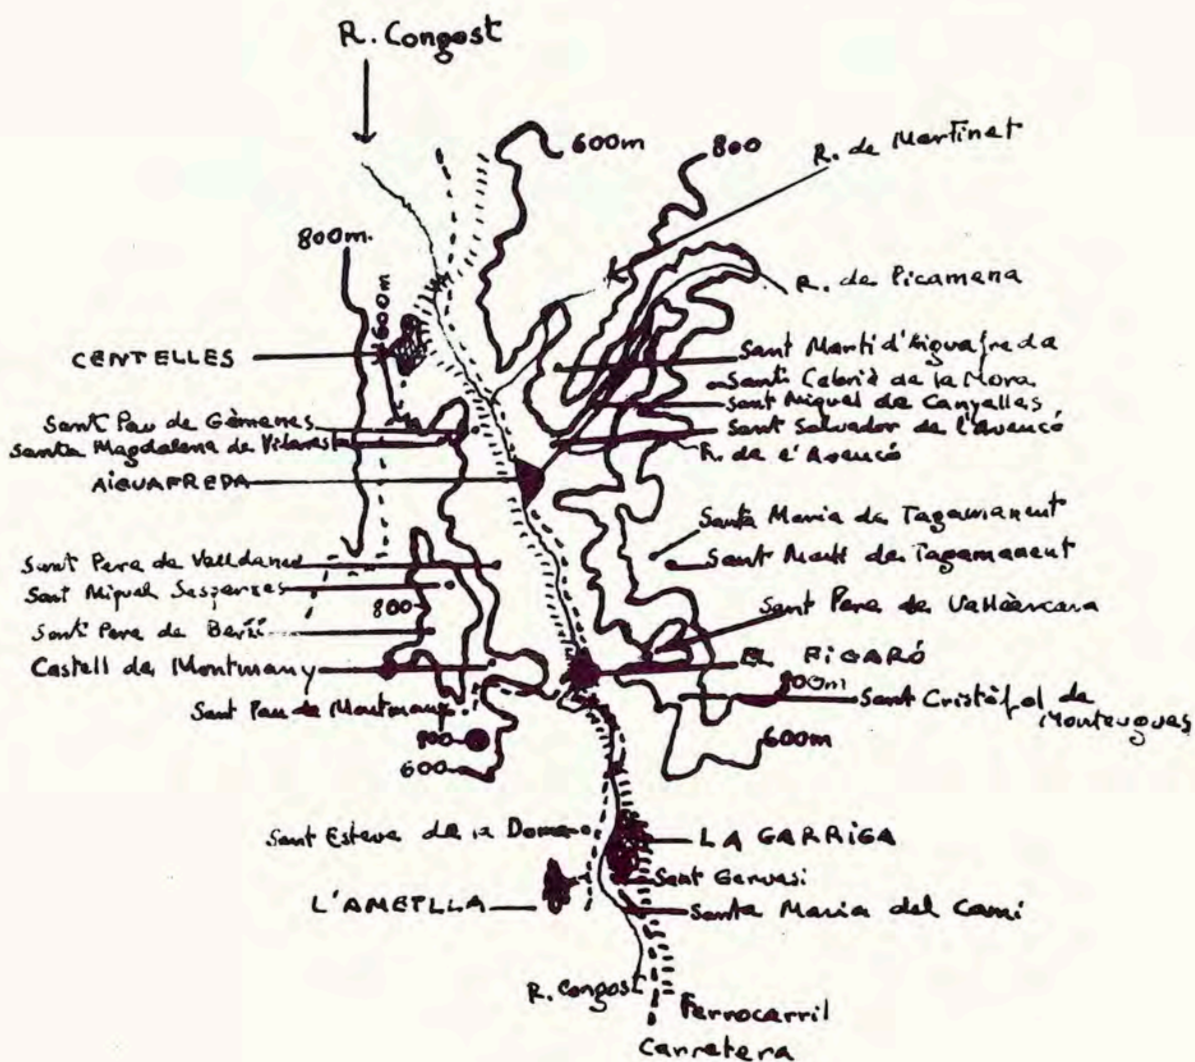 R. Congost
600m
800
R. de Martinet
800m.
600m
R. de Picamena
CENTELLES
Sant Martí d'Aiguafreda
Sant Cebrià de la Mora
Sant Miquel de Canyelles
Sant Pau de Gèmenes
Sant Salvador de l'Avencó
Santa Magdalena de Vilarestau
R. de l'Avencó
AIGUAFREDA
Santa Maria de Tagamanent
Sant Martí de Tagamanent
Sant Pere de Valldaneu
Sant Miquel Sesperxes
Sant Pere de Vallcàrcara
800
Sant Pere de Bertí
Castell de Montmany
EL FIGARÓ
800m
Sant Cristòfol de
Monteugues
Sant Pau de Montmany
800
600m
600
Sant Esteve de la Doma
LA GARRIGA
Sant Gervasi
L'AMETLLA
Santa Maria del Camí
R. Congost
Ferrocarril
Carretera